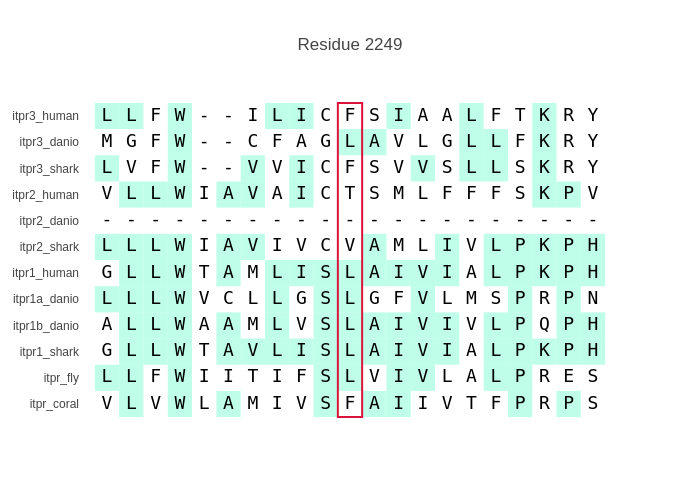 Residue 2249
itpr3_human L L F W - - I L I C F S I A A L F T K R Y
itpr3_danio M G F W - - C F A G L A V L G L L F K R Y
itpr3_shark L V F W - - V V I C F S V V S L L S K R Y
itpr2_human V L L W I A V A I C T S M L F F F S K P V
itpr2_danio - - - - - - - - - - - - - - - - - - - - -
itpr2_shark L L L W I A V I V C V A M L I V L P K P H
itpr1_human G L L W T A M L I S L A I V I A L P K P H
itpr1a_danio L L L W V C L L G S L G F V L M S P R P N
itpr1b_danio A L L W A A M L V S L A I V I V L P Q P H
itpr1_shark G L L W T A V L I S L A I V I A L P K P H
itpr_fly L L F W I I T I F S L V I V L A L P R E S
itpr_coral V L V W L A M I V S F A I I V T F P R P S